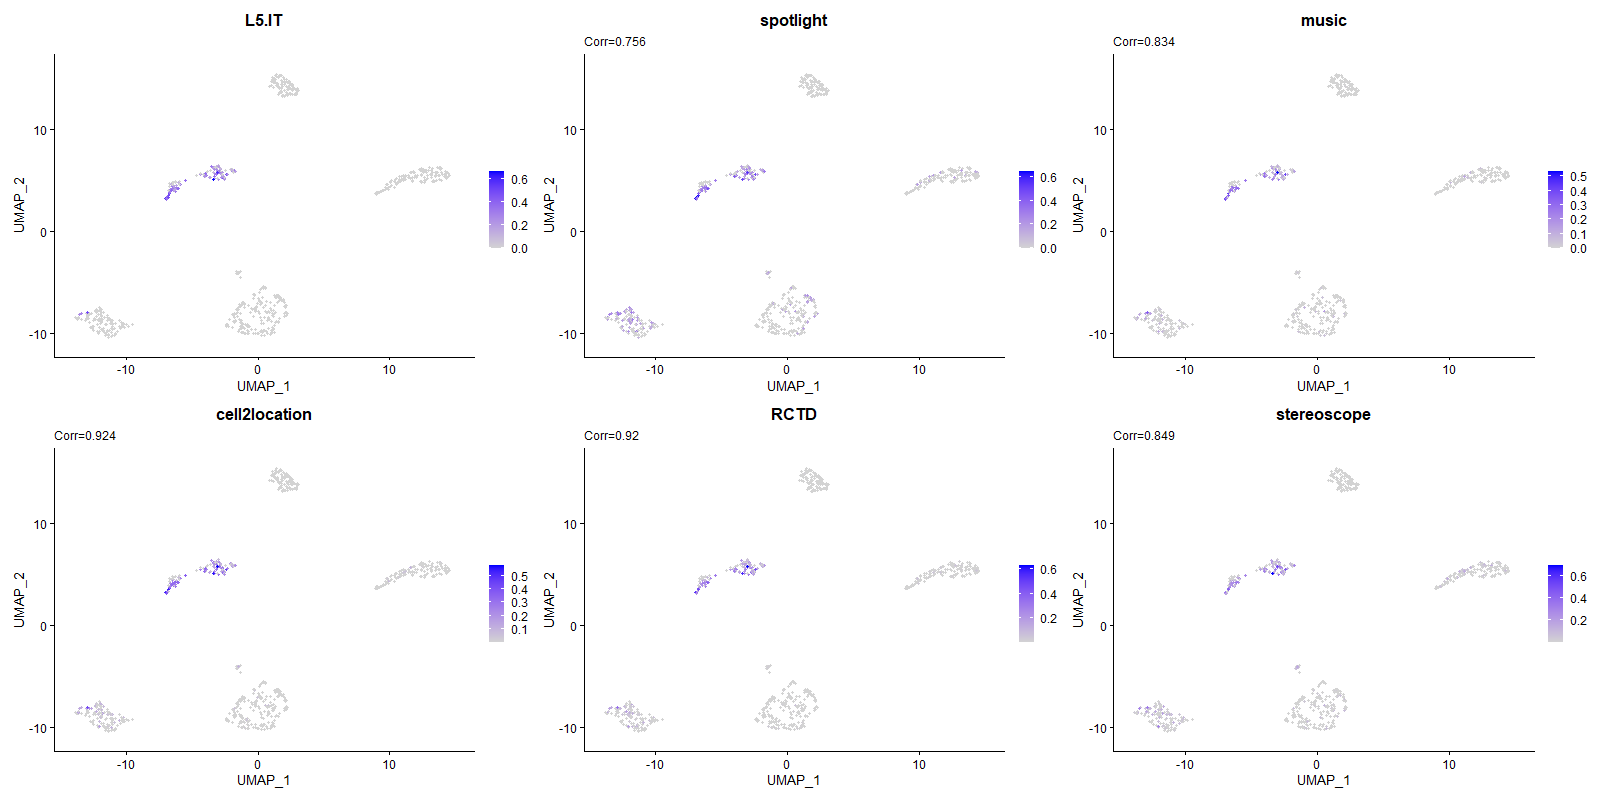 L5.IT
UMAP_2
10
0
-10
-10
0
10
UMAP_1
0.6
0.4
0.2
0.0
spotlight
Corr=0.756
UMAP_2
10
0
-10
-10
0
10
UMAP_1
0.6
0.4
0.2
0.0
music
Corr=0.834
UMAP_2
10
0
-10
-10
0
10
UMAP_1
0.5
0.4
0.3
0.2
0.1
0.0
cell2location
Corr=0.924
UMAP_2
10
0
-10
-10
0
10
UMAP_1
0.5
0.4
0.3
0.2
0.1
RCTD
Corr=0.92
UMAP_2
10
0
-10
-10
0
10
UMAP_1
0.6
0.4
0.2
stereoscope
Corr=0.849
UMAP_2
10
0
-10
-10
0
10
UMAP_1
0.6
0.4
0.2